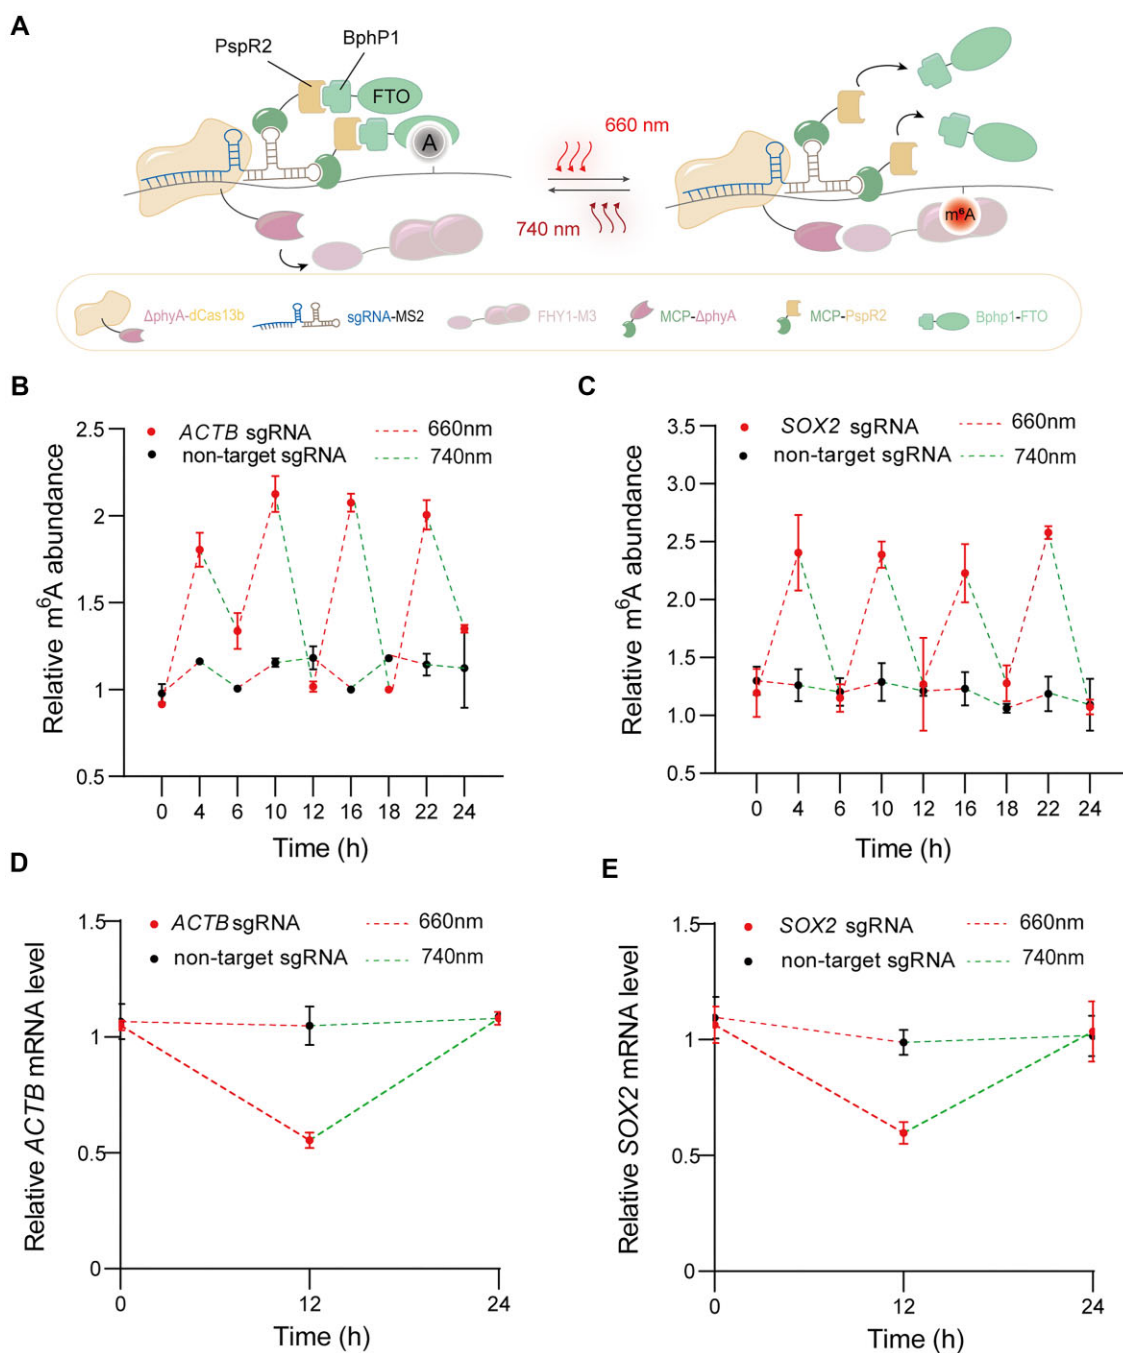 A
PspR2
BphP1
FTO
A
660 nm
740 nm
m⁶A
ΔphyA-dCas13b
sgRNA-MS2
FHY1-M3
MCP-ΔphyA
MCP-PspR2
Bphp1-FTO
B
Relative m⁶A abundance
2.5
2
1.5
1
0.5
ACTB sgRNA
non-target sgRNA
660nm
740nm
0 4 6 10 12 16 18 22 24
Time (h)
C
Relative m⁶A abundance
3.5
3.0
2.5
2.0
1.5
1.0
0.5
SOX2 sgRNA
non-target sgRNA
660nm
740nm
0 4 6 10 12 16 18 22 24
Time (h)
D
Relative ACTB mRNA level
1.5
1
0.5
0
ACTB sgRNA
non-target sgRNA
660nm
740nm
0 12 24
Time (h)
E
Relative SOX2 mRNA level
1.5
1
0.5
0
SOX2 sgRNA
non-target sgRNA
660nm
740nm
0 12 24
Time (h)